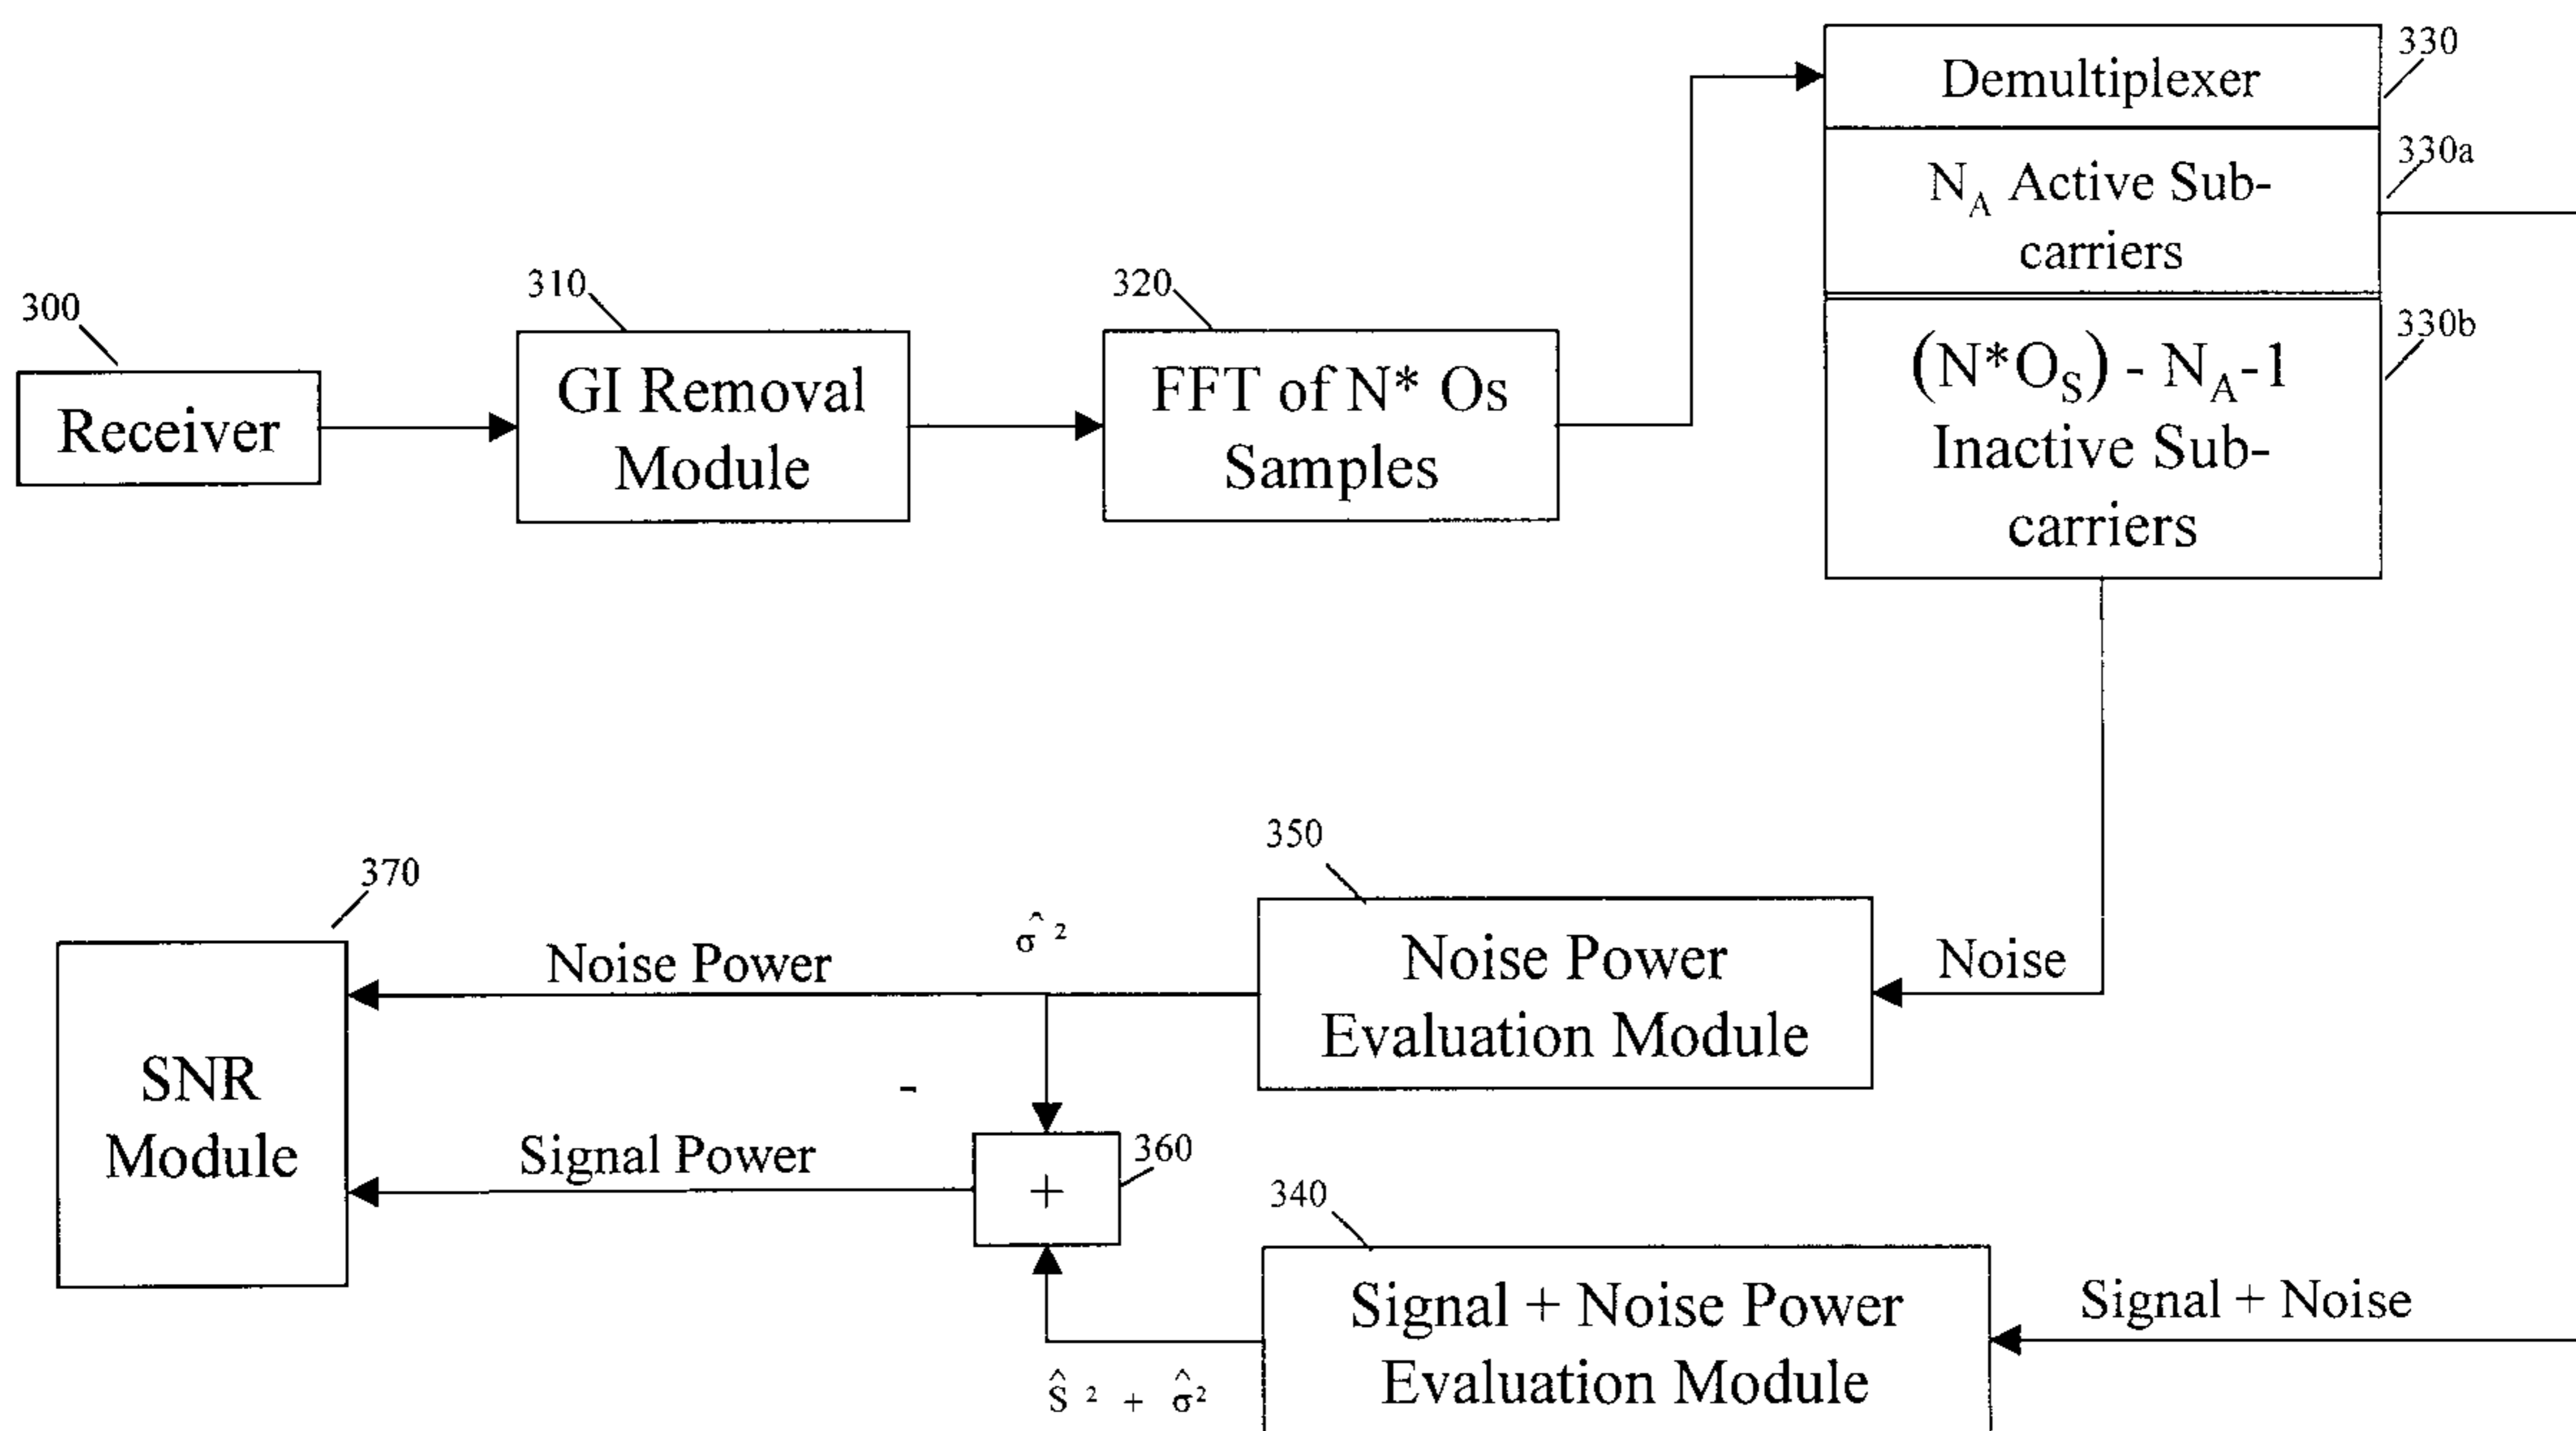 330
Demultiplexer
330a
N_A Active Sub-
carriers
300
310
320
330b
Receiver
GI Removal
Module
FFT of N* Os
Samples
(N*O_S) - N_A-1
Inactive Sub-
carriers
350
370
Noise Power
σ̂ ²
Noise Power
Evaluation Module
Noise
SNR
Module
-
Signal Power
+
360
340
Signal + Noise Power
Evaluation Module
Signal + Noise
Ŝ ² + σ̂²